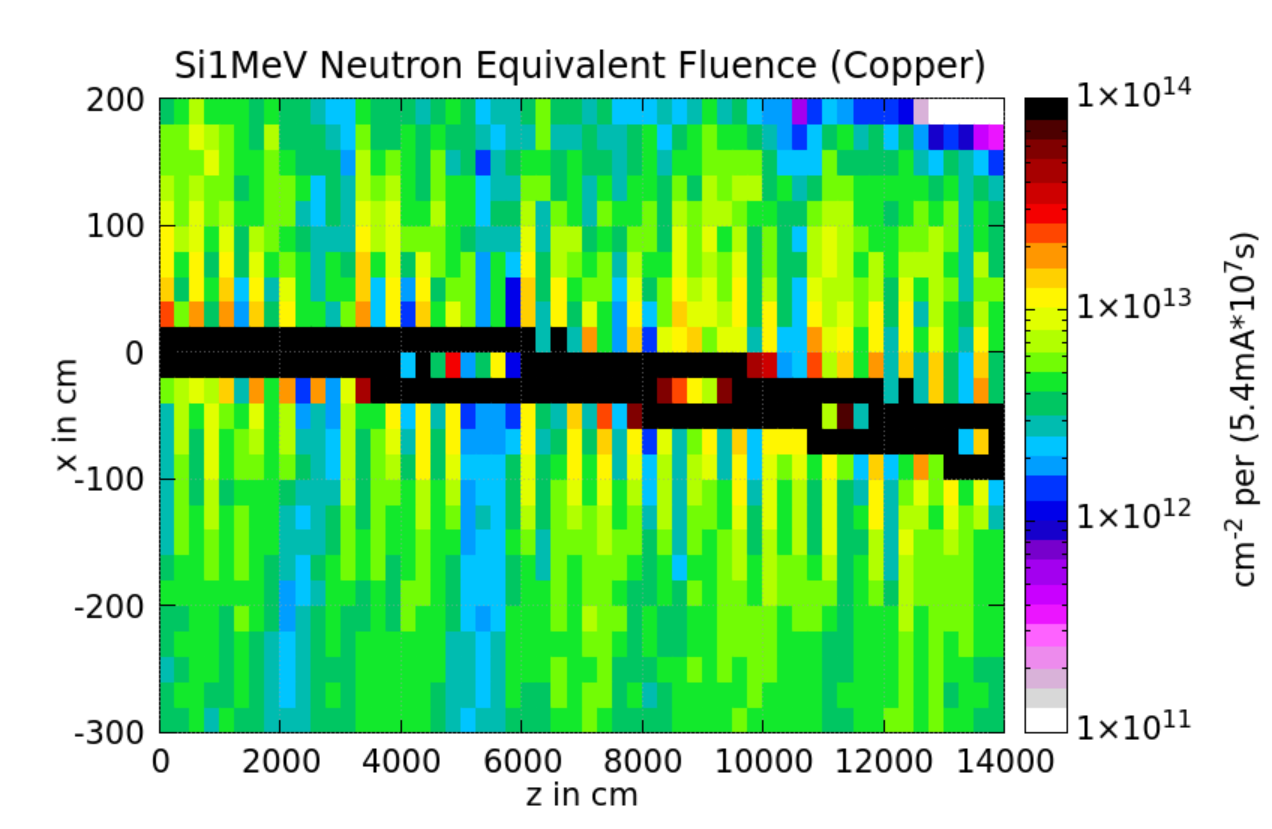 Si1MeV Neutron Equivalent Fluence (Copper)
200
100
0
-100
-200
-300
x in cm
0 2000 4000 6000 8000 10000 12000 14000
z in cm
1×10¹⁴
1×10¹³
1×10¹²
1×10¹¹
cm⁻² per (5.4mA*10⁷s)